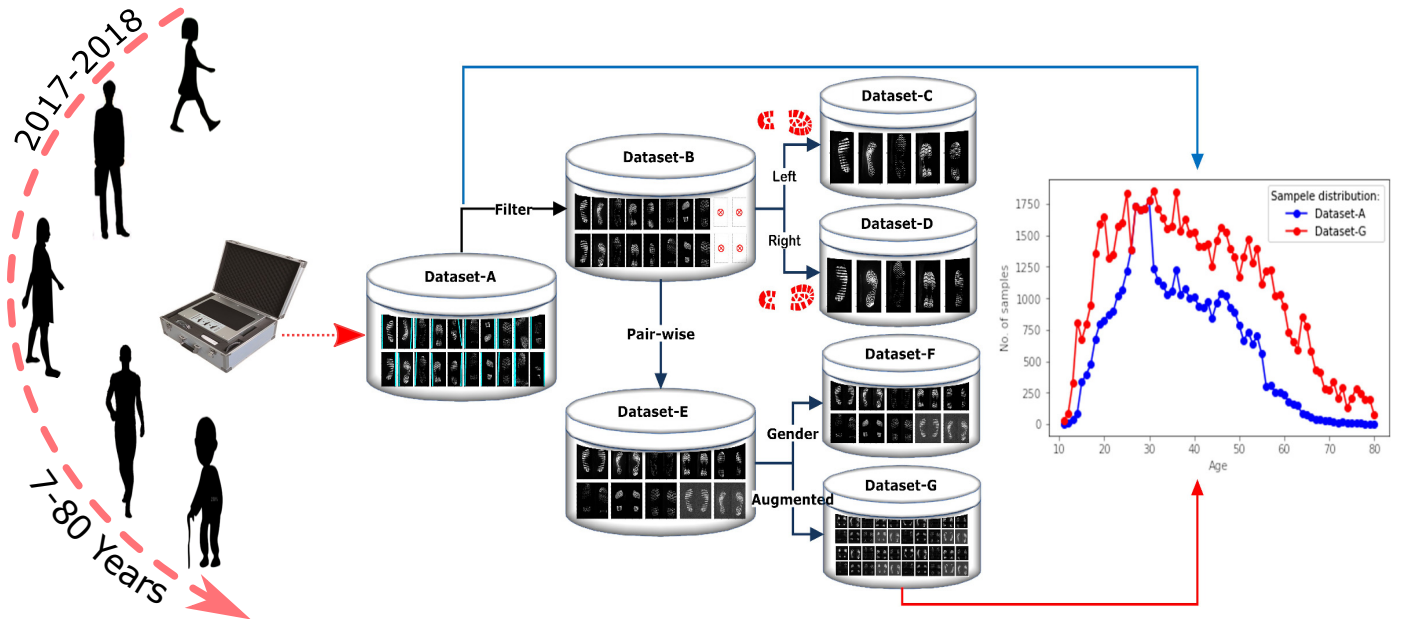 2017-2018
7-80 Years
Dataset-A
Filter
Dataset-B
Left
Right
Dataset-C
Dataset-D
Pair-wise
Dataset-E
Gender
Augmented
Dataset-F
Dataset-G
Sampele distribution:
Dataset-A
Dataset-G
No. of samples
1750
1500
1250
1000
750
500
250
0
10 20 30 40 50 60 70 80
Age